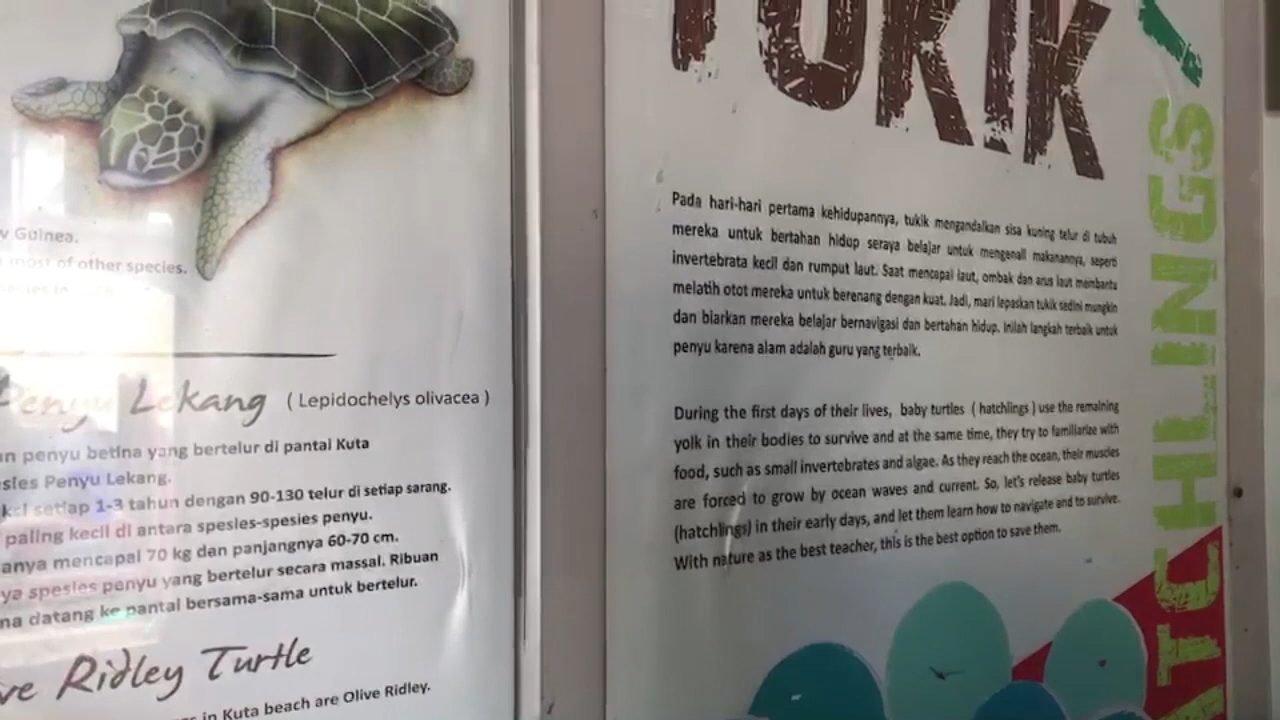 Guinea.
most of other species.
Penyu Lekang ( Lepidochelys olivacea )
penyu betina yang bertelur di pantai Kuta
Penyu Lekang.
setiap 1-3 tahun dengan 90-130 telur di setiap sarang.
paling kecil di antara spesies-spesies penyu.
mencapai 70 kg dan panjangnya 60-70 cm.
spesies penyu yang bertelur secara massal. Ribuan
datang ke pantai bersama-sama untuk bertelur.
Ridley Turtle
in Kuta beach are Olive Ridley.
TUKIK /
Pada hari-hari pertama kehidupannya, tukik mengandalkan sisa kuning telur di tubuh
mereka untuk bertahan hidup seraya belajar untuk mengenali makanannya, seperti
invertebrata kecil dan rumput laut. Saat mencapai laut, ombak dan arus laut membantu
melatih otot mereka untuk berenang dengan kuat. Jadi, mari lepaskan tukik sedini mungkin
dan biarkan mereka belajar bernavigasi dan bertahan hidup. Inilah langkah terbaik untuk
penyu karena alam adalah guru yang terbaik.
During the first days of their lives, baby turtles ( hatchlings ) use the remaining
yolk in their bodies to survive and at the same time, they try to familiarize with
food, such as small invertebrates and algae. As they reach the ocean, their muscles
are forced to grow by ocean waves and current. So, let's release baby turtles
(hatchlings) in their early days, and let them learn how to navigate and to survive.
With nature as the best teacher, this is the best option to save them.
ATCHLINGS